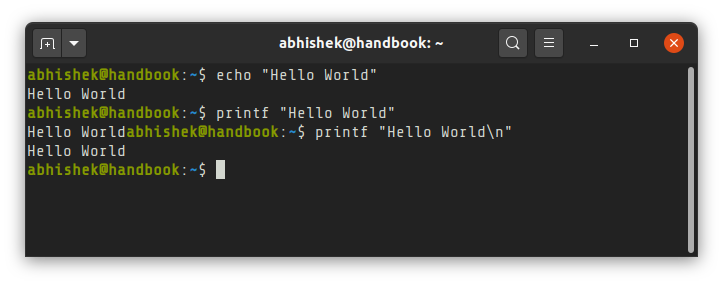 abhishek@handbook: ~
abhishek@handbook:~$ echo "Hello World"
Hello World
abhishek@handbook:~$ printf "Hello World"
Hello Worldabhishek@handbook:~$ printf "Hello World\n"
Hello World
abhishek@handbook:~$